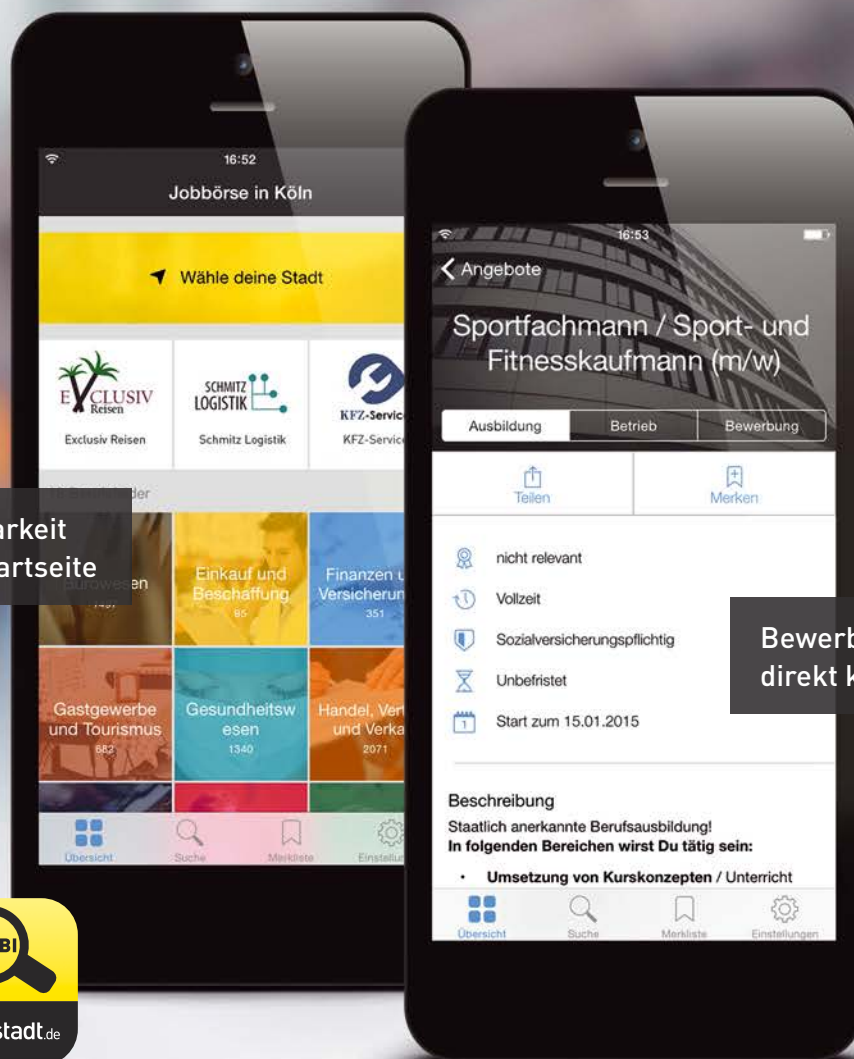 16:52
Jobbörse in Köln
Wähle deine Stadt
EXCLUSIV
Reisen
Exclusiv Reisen
SCHMITZ
LOGISTIK
Schmitz Logistik
KFZ-Service
KFZ-Service
arkeit
artseite
Einkauf und
Beschaffung
95
Finanzen u
Versicherun
351
Gastgewerbe
und Tourismus
682
Gesundheitsw
esen
1340
Handel, Vert
und Verka
2071
Übersicht
Suche
Merkliste
Einstellun
BI
stadt.de
16:53
Angebote
Sportfachmann / Sport- und
Fitnesskaufmann (m/w)
Ausbildung
Betrieb
Bewerbung
Teilen
Merken
nicht relevant
Vollzeit
Sozialversicherungspflichtig
Unbefristet
1
Start zum 15.01.2015
Bewerb
direkt k
Beschreibung
Staatlich anerkannte Berufsausbildung!
In folgenden Bereichen wirst Du tätig sein:
• Umsetzung von Kurskonzepten / Unterricht
Übersicht
Suche
Merkliste
Einstellungen